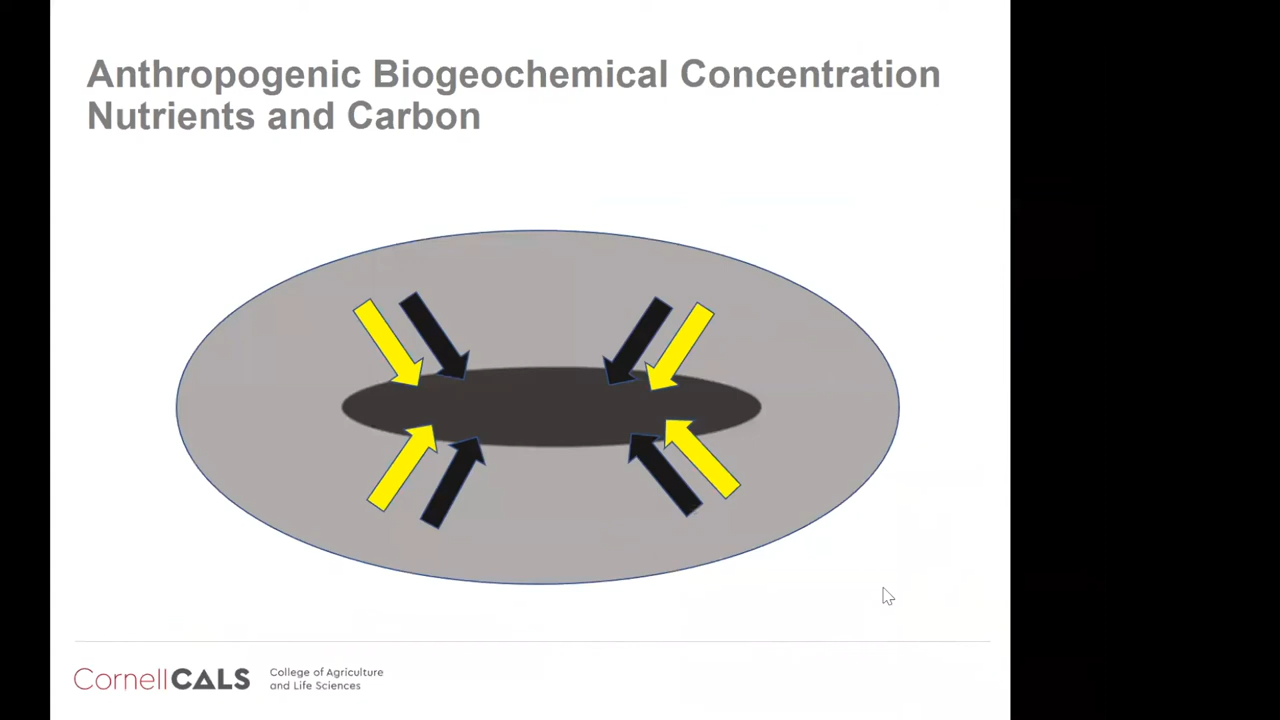 Anthropogenic Biogeochemical Concentration
Nutrients and Carbon
CornellCALS
College of Agriculture
and Life Sciences